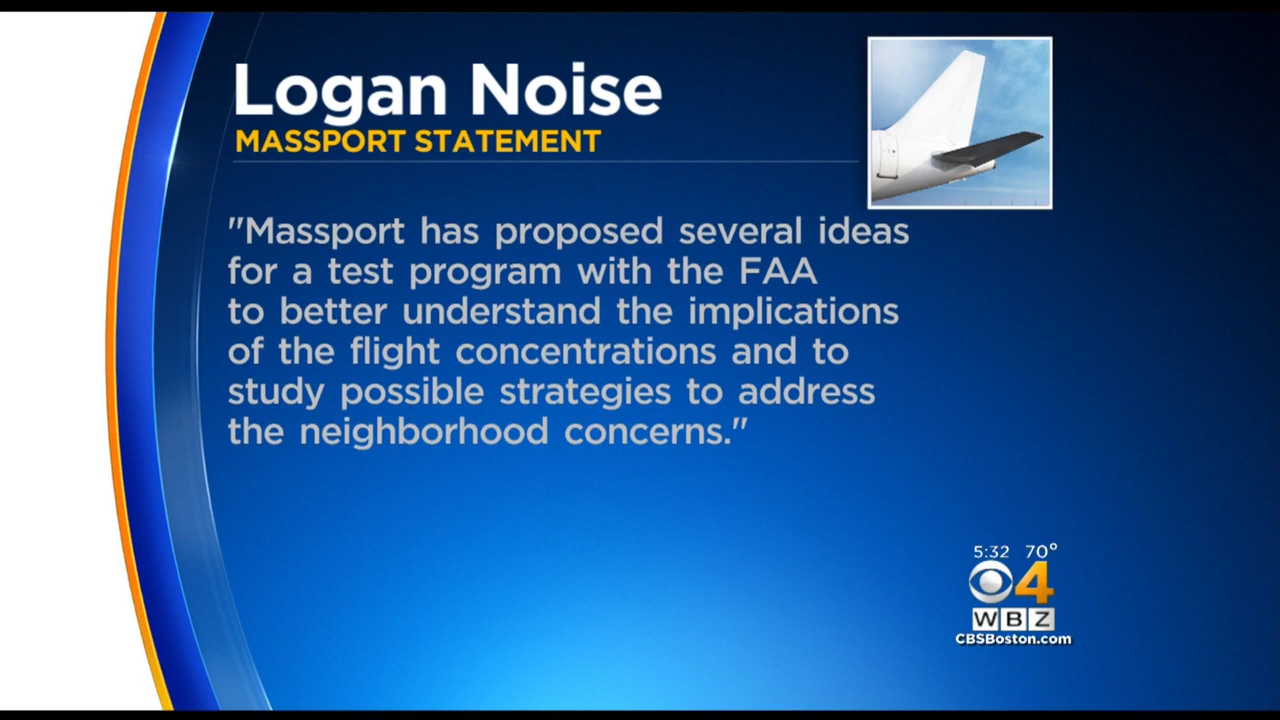 Logan Noise
MASSPORT STATEMENT
"Massport has proposed several ideas
for a test program with the FAA
to better understand the implications
of the flight concentrations and to
study possible strategies to address
the neighborhood concerns."
5:32 70°
4
WBZ
CBSBoston.com